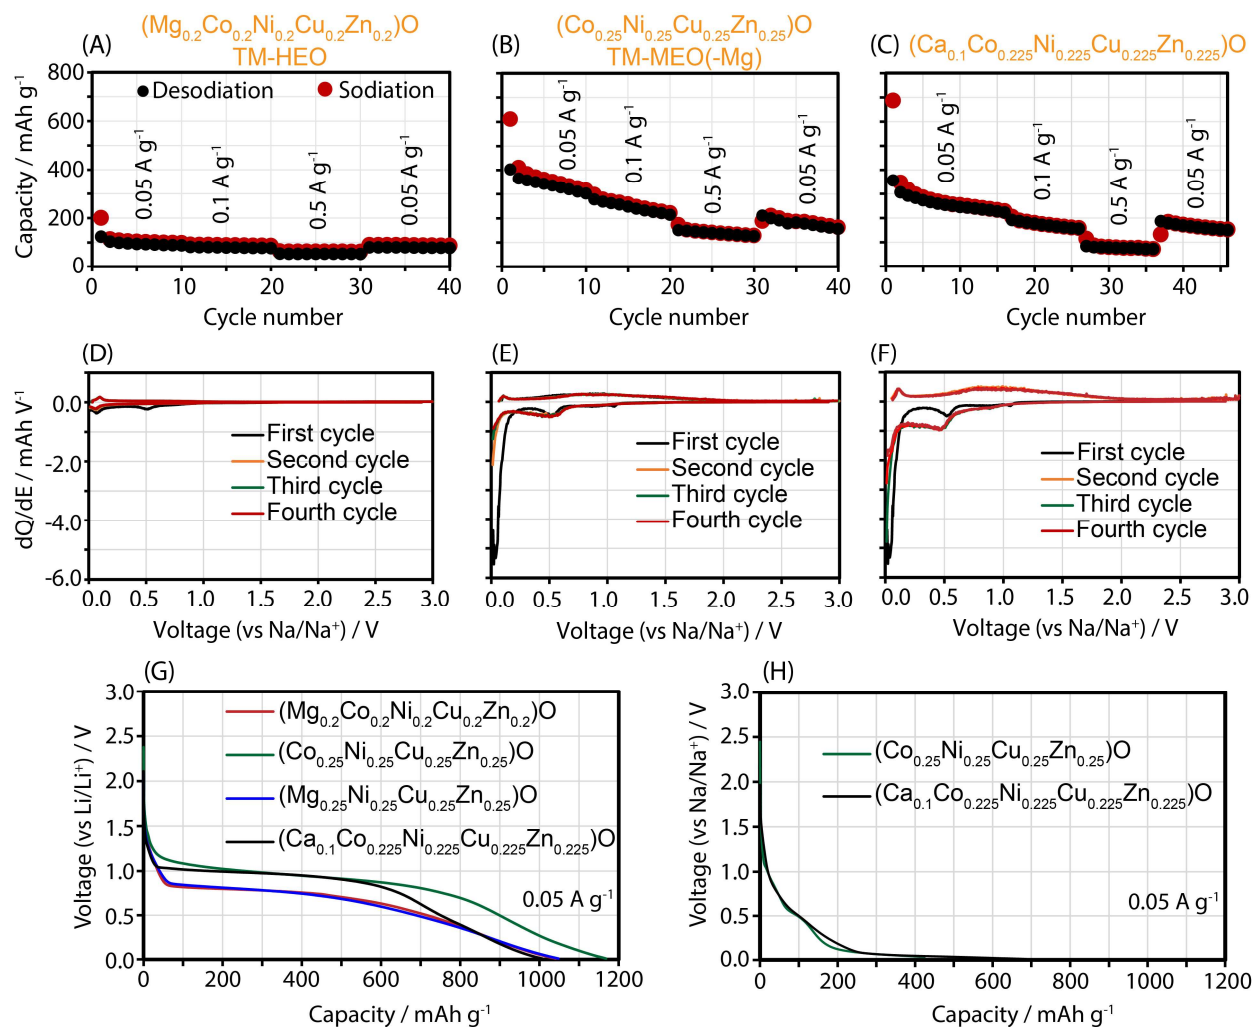 (Mg0.2Co0.2Ni0.2Cu0.2Zn0.2)O
TM-HEO
(Co0.25Ni0.25Cu0.25Zn0.25)O
TM-MEO(-Mg)
(Ca0.1Co0.225Ni0.225Cu0.225Zn0.225)O
(A)
Capacity / mAh g-1
800
600
400
200
0
Desodiation
Sodiation
0.05 A g-1
0.1 A g-1
0.5 A g-1
0.05 A g-1
0 10 20 30 40
Cycle number
(B)
0.05 A g-1
0.1 A g-1
0.5 A g-1
0.05 A g-1
0 10 20 30 40
Cycle number
(C)
0.05 A g-1
0.1 A g-1
0.5 A g-1
0.05 A g-1
0 10 20 30 40
Cycle number
(D)
dQ/dE / mAh V-1
0.0
-2.0
-4.0
-6.0
First cycle
Second cycle
Third cycle
Fourth cycle
0.0 0.5 1.0 1.5 2.0 2.5 3.0
Voltage (vs Na/Na+) / V
(E)
First cycle
Second cycle
Third cycle
Fourth cycle
0.0 0.5 1.0 1.5 2.0 2.5 3.0
Voltage (vs Na/Na+) / V
(F)
First cycle
Second cycle
Third cycle
Fourth cycle
0.0 0.5 1.0 1.5 2.0 2.5 3.0
Voltage (vs Na/Na+) / V
(G)
Voltage (vs Li/Li+) / V
3.0
2.5
2.0
1.5
1.0
0.5
0.0
(Mg0.2Co0.2Ni0.2Cu0.2Zn0.2)O
(Co0.25Ni0.25Cu0.25Zn0.25)O
(Mg0.25Ni0.25Cu0.25Zn0.25)O
(Ca0.1Co0.225Ni0.225Cu0.225Zn0.225)O
0.05 A g-1
0 200 400 600 800 1000 1200
Capacity / mAh g-1
(H)
Voltage (vs Na/Na+) / V
3.0
2.5
2.0
1.5
1.0
0.5
0.0
(Co0.25Ni0.25Cu0.25Zn0.25)O
(Ca0.1Co0.225Ni0.225Cu0.225Zn0.225)O
0.05 A g-1
0 200 400 600 800 1000 1200
Capacity / mAh g-1